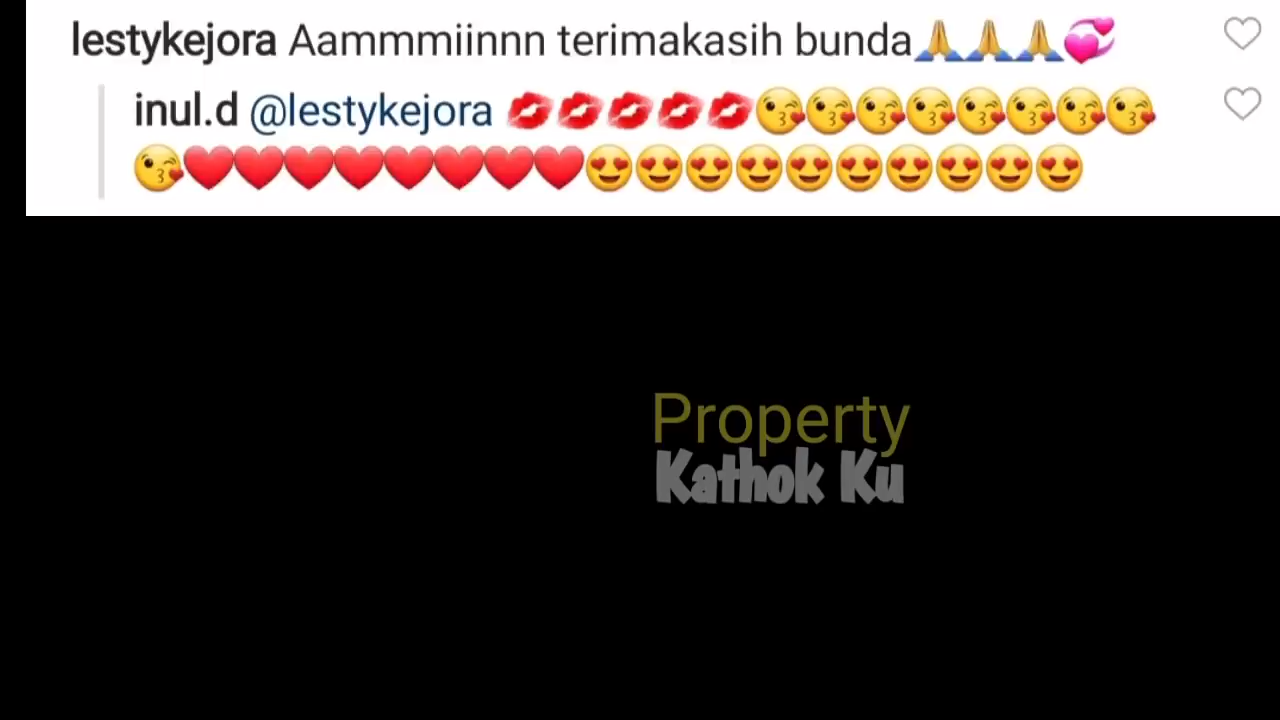 lestykejora Aammmiinnn terimakasih bunda🙏🙏🙏💞
inul.d @lestykejora 💋💋💋💋💋😘😘😘😘😘😘😘😘
😘❤️❤️❤️❤️❤️❤️❤️❤️😍😍😍😍😍😍😍😍😍😍
Property
Kathok Ku